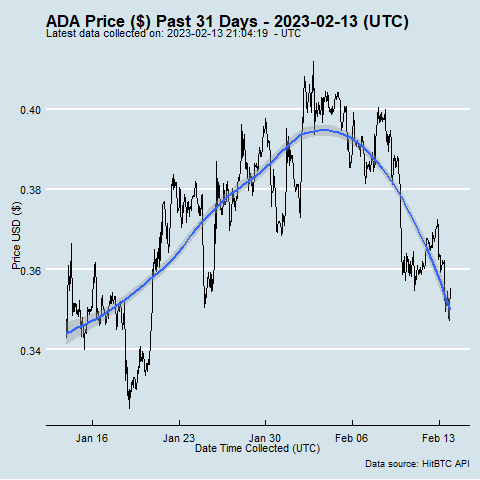 ADA Price ($) Past 31 Days - 2023-02-13 (UTC)
Latest data collected on: 2023-02-13 21:04:19  - UTC
Price USD ($)
0.40
0.38
0.36
0.34
Jan 16 Jan 23 Jan 30 Feb 06 Feb 13
Date Time Collected (UTC)
Data source: HitBTC API